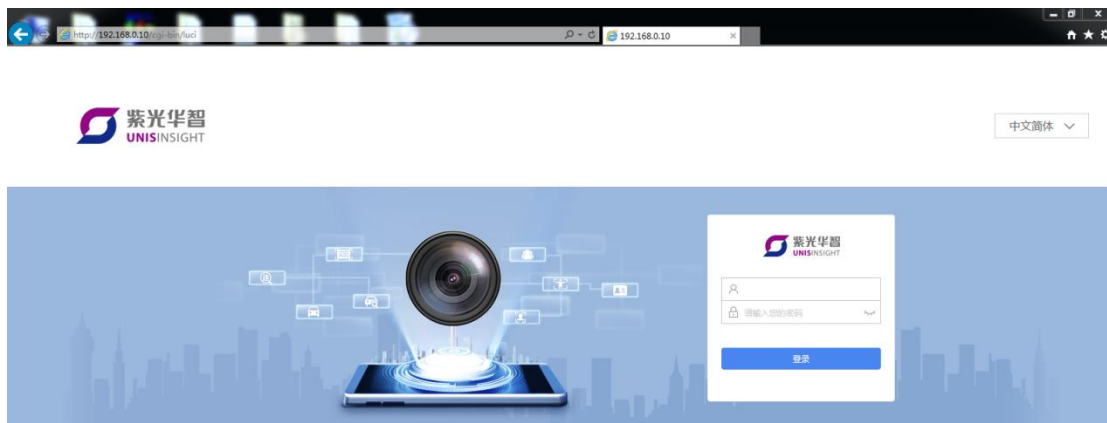 http://192.168.0.10/cgi-bin/luci
192.168.0.10
紫光华智
UNISINSIGHT
中文简体
紫光华智
UNISINSIGHT
请输入您的密码
登录